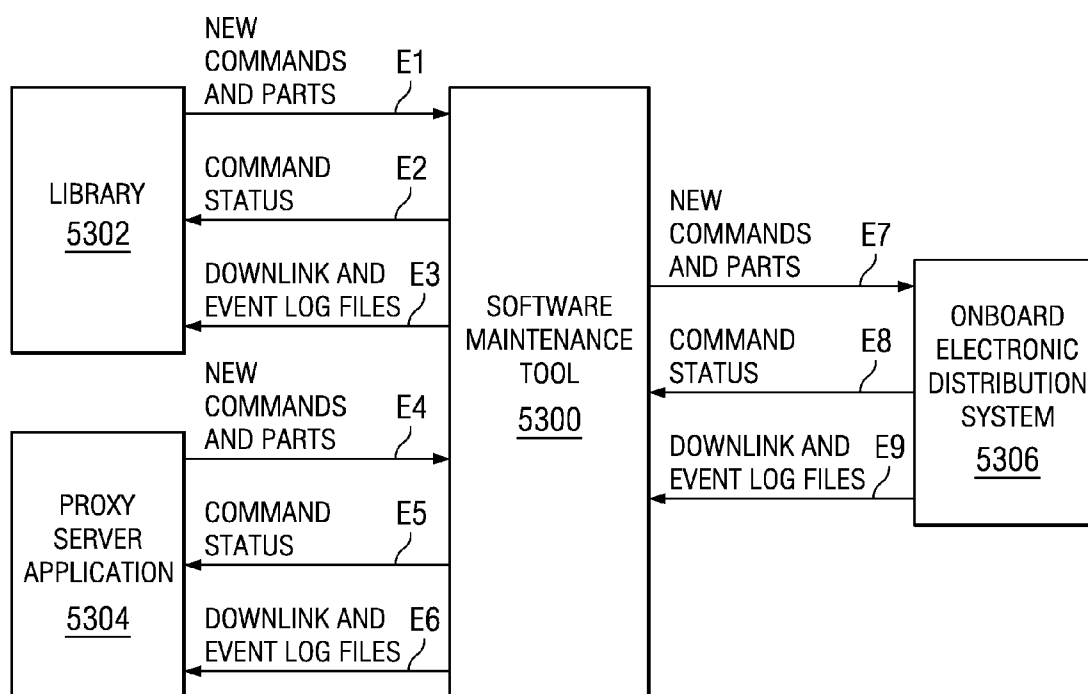 NEW
COMMANDS
AND PARTS
E1
LIBRARY
5302
COMMAND
STATUS
E2
DOWNLINK AND
EVENT LOG FILES
E3
NEW
COMMANDS
AND PARTS
E4
PROXY
SERVER
APPLICATION
5304
COMMAND
STATUS
E5
DOWNLINK AND
EVENT LOG FILES
E6
SOFTWARE
MAINTENANCE
TOOL
5300
NEW
COMMANDS
AND PARTS
E7
COMMAND
STATUS
E8
DOWNLINK AND
EVENT LOG FILES
E9
ONBOARD
ELECTRONIC
DISTRIBUTION
SYSTEM
5306